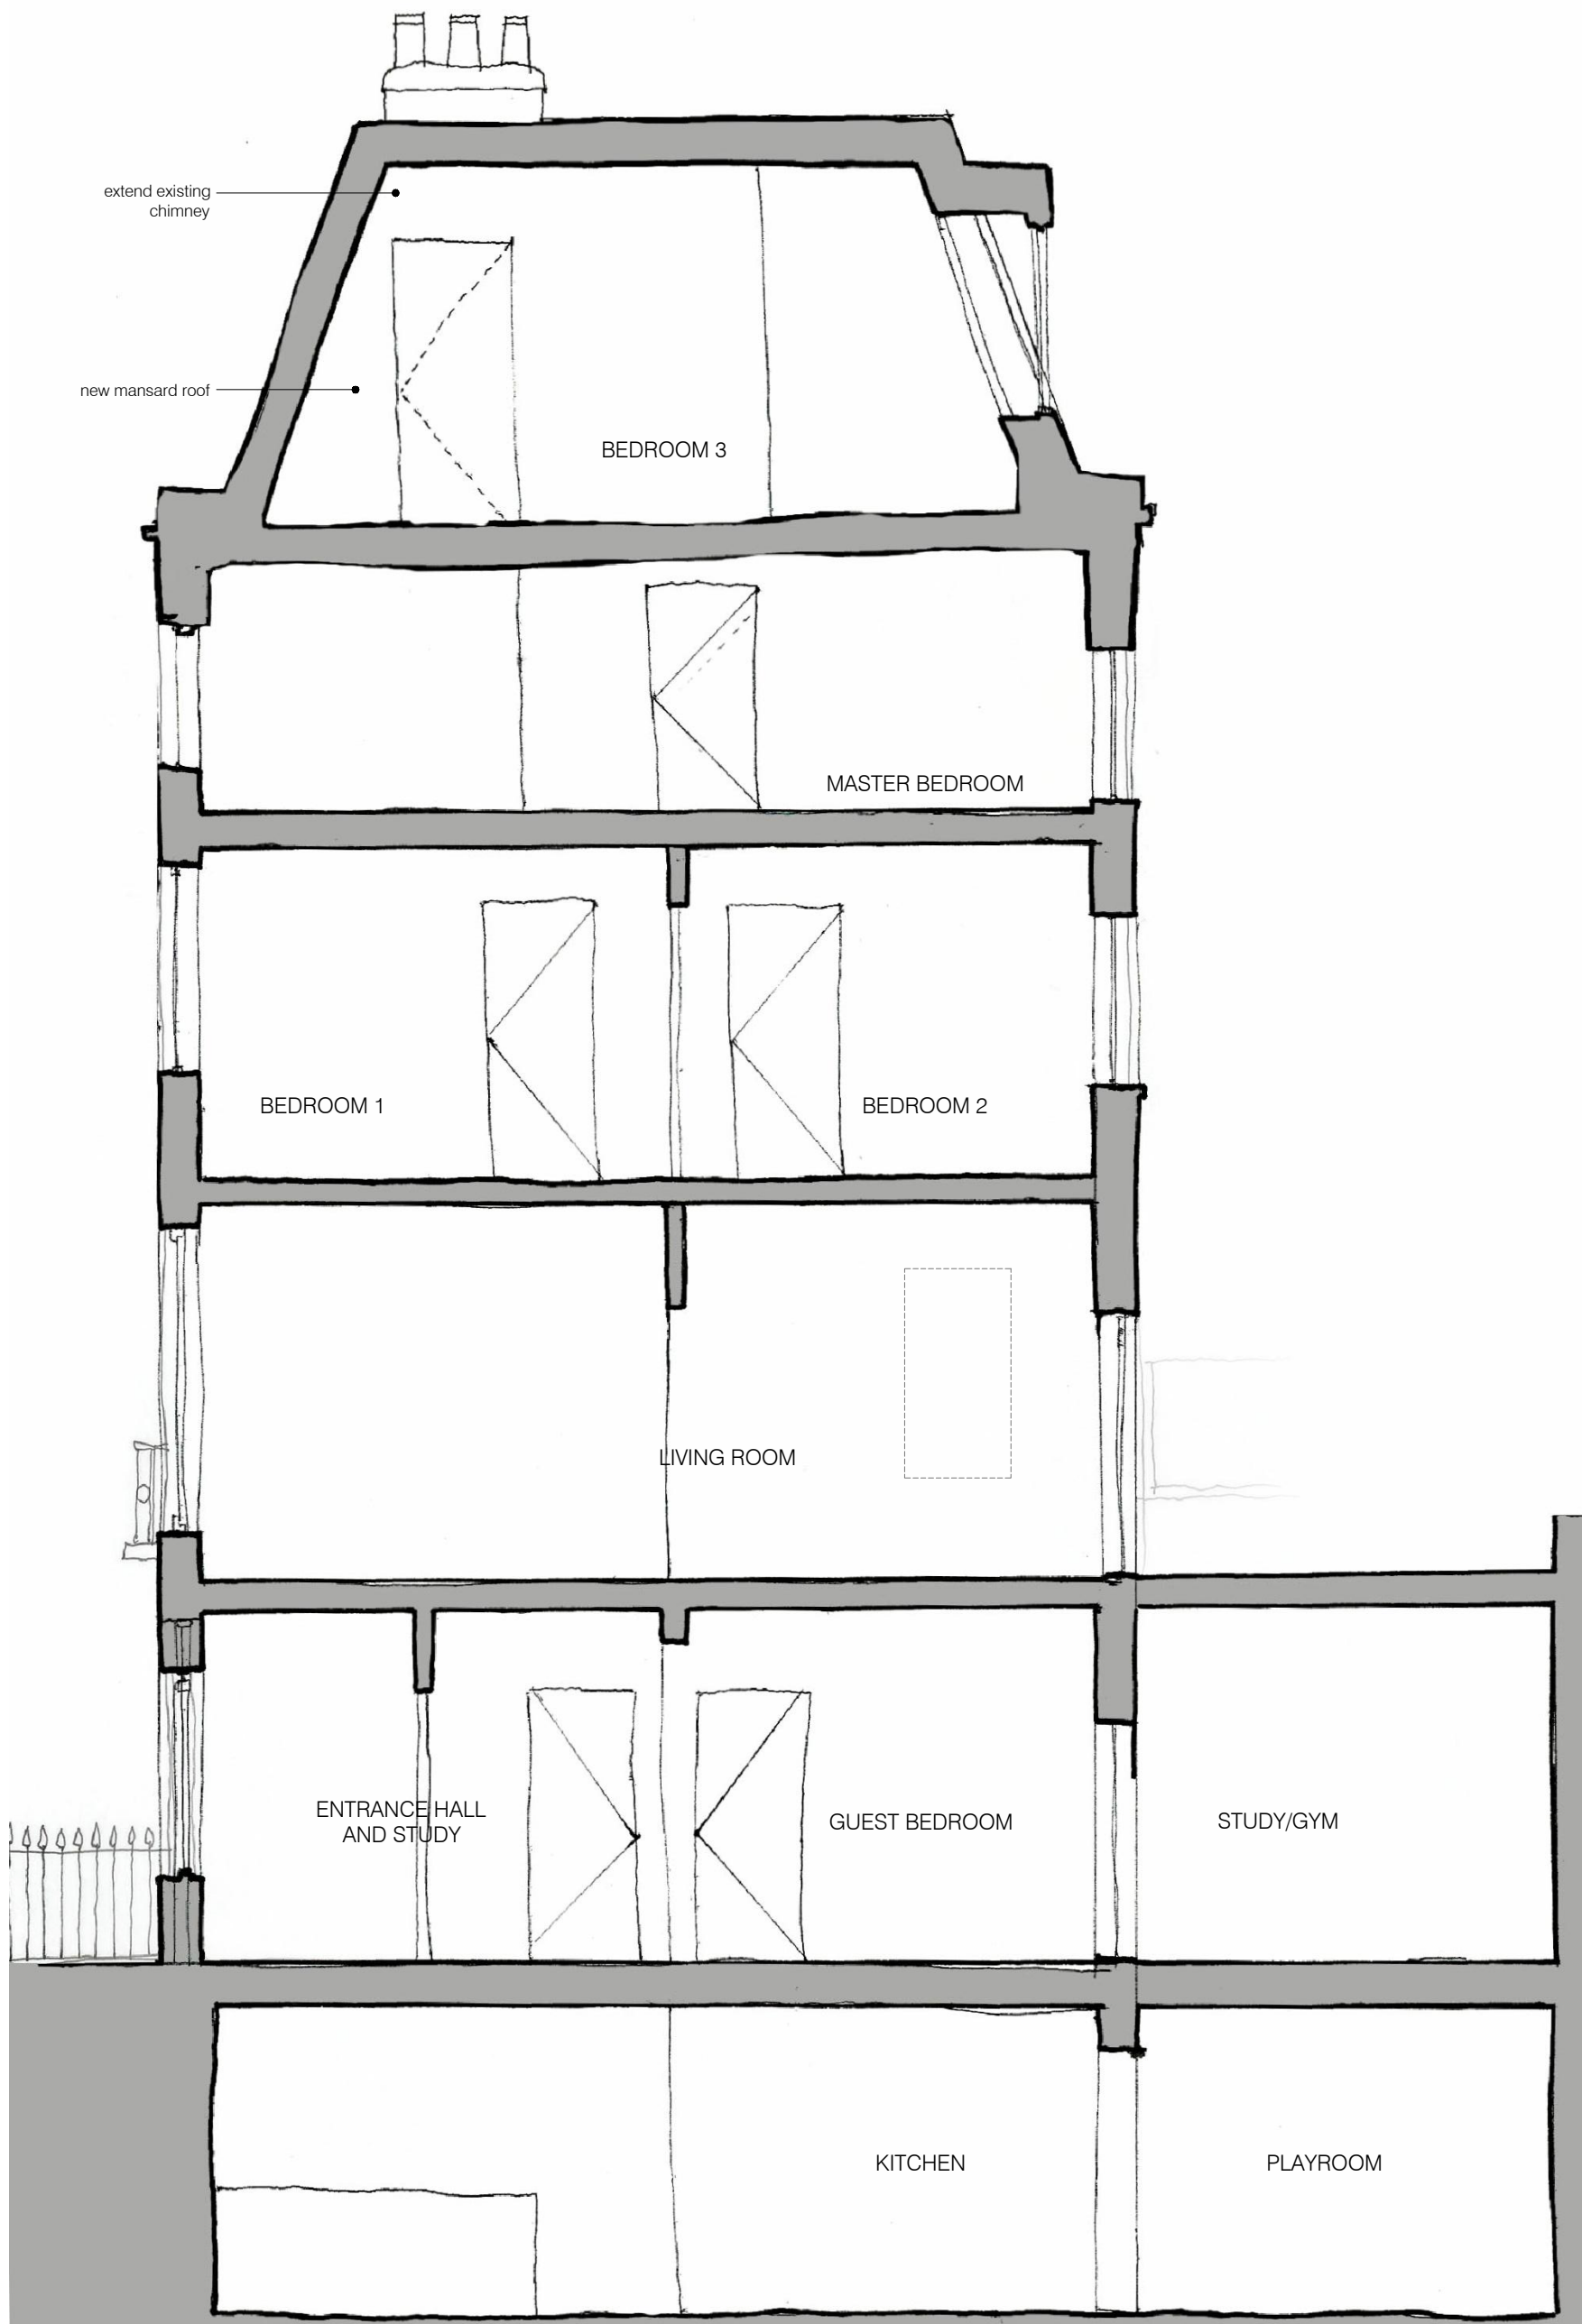 extend existing
chimney
new mansard roof
BEDROOM 3
MASTER BEDROOM
BEDROOM 1
BEDROOM 2
LIVING ROOM
ENTRANCE HALL
AND STUDY
GUEST BEDROOM
STUDY/GYM
KITCHEN
PLAYROOM